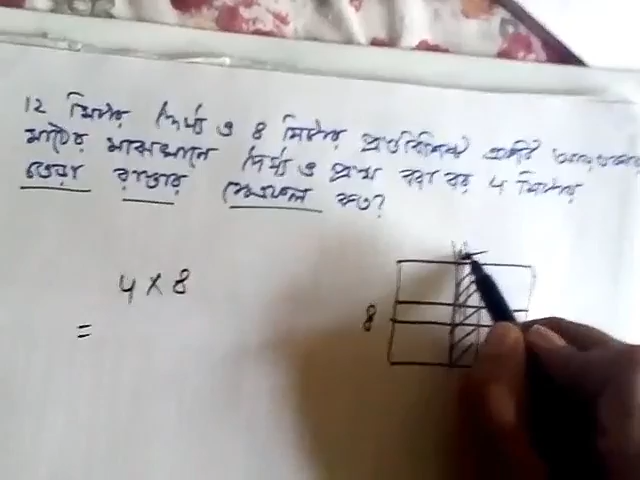 12 মিটার দৈর্ঘ্য ও 8 মিটার প্রস্থবিশিষ্ট একটি
মাঠের মাঝখানে দৈর্ঘ্য ও প্রস্থ বরাবর 4 মিটার
রাস্তার ক্ষেত্রফল কত?
4 × 8
8
=